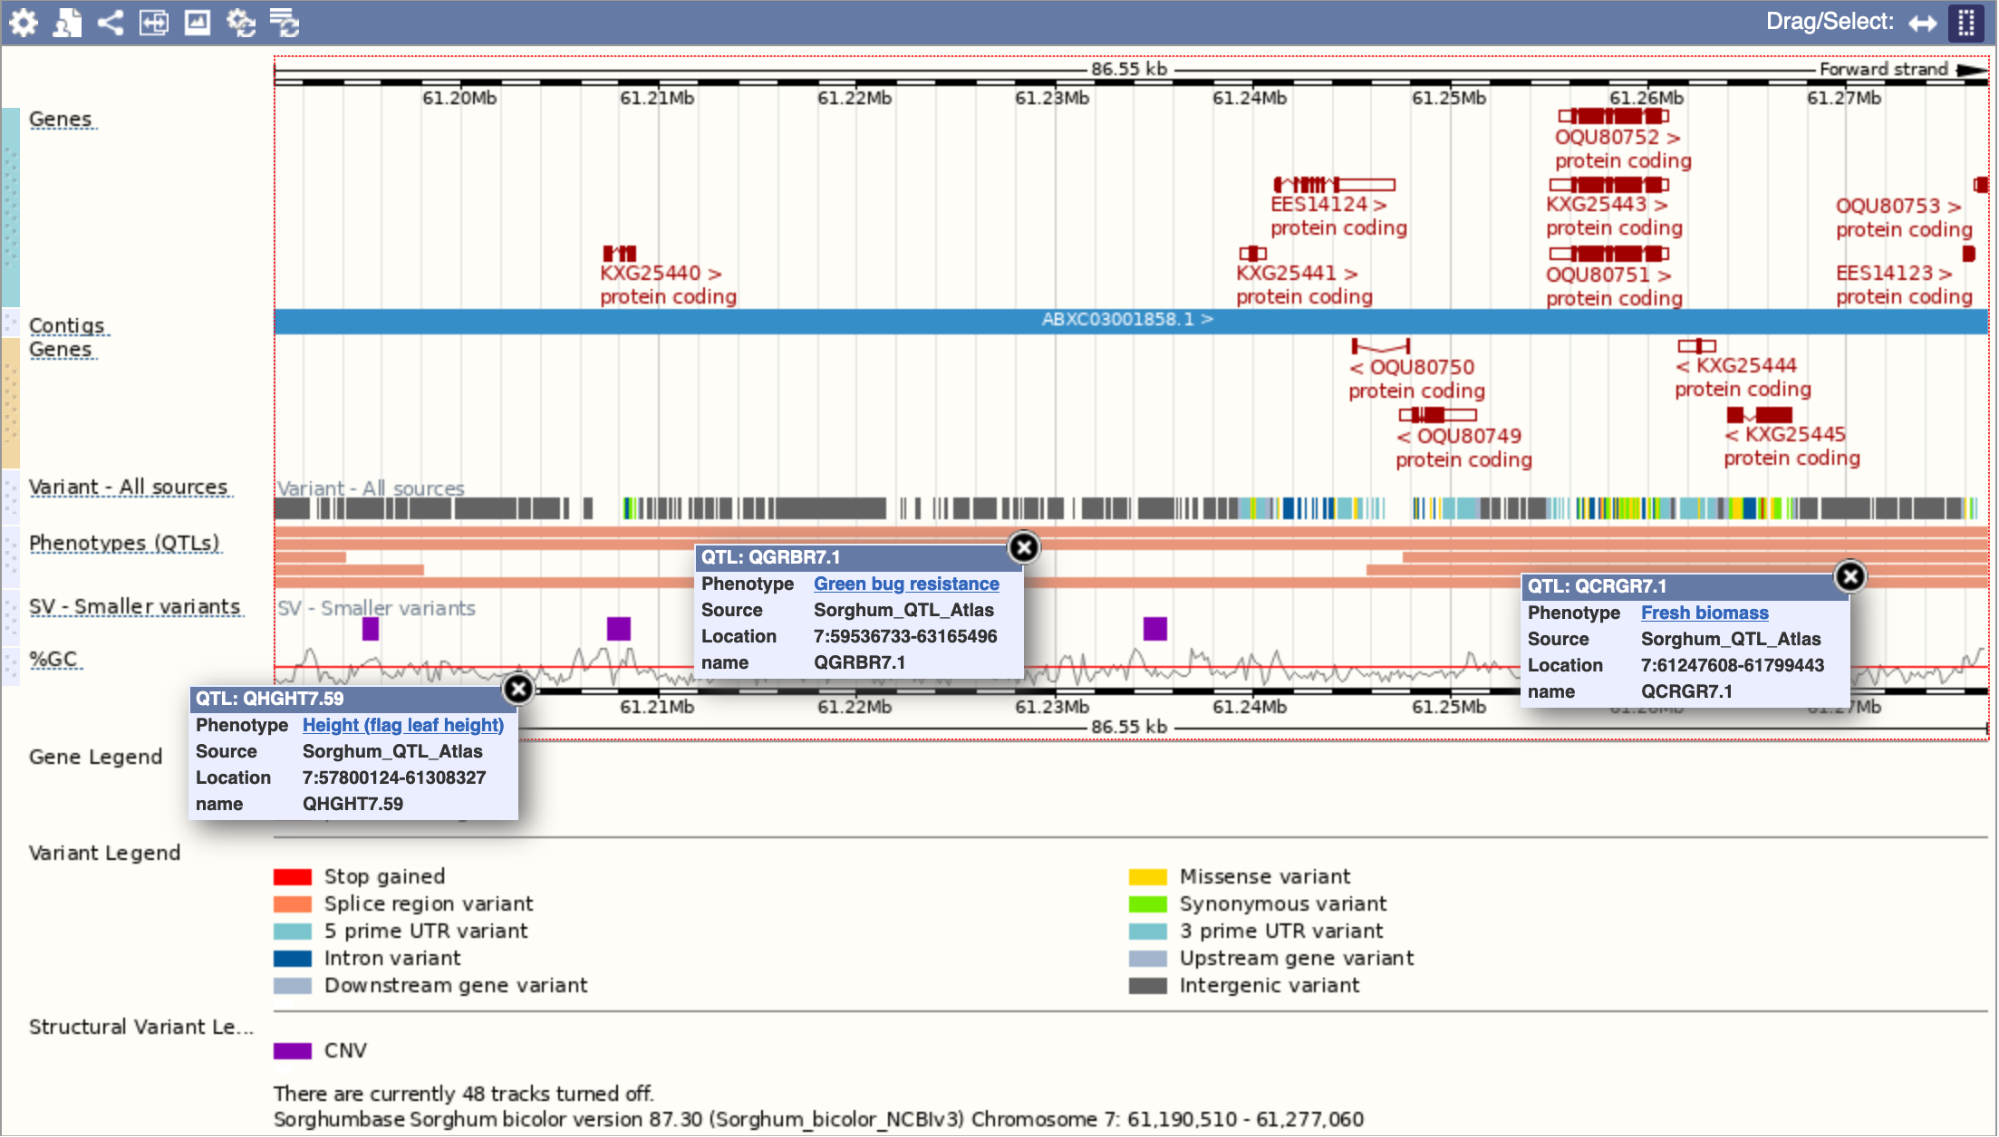 Drag/Select:
86.55 kb
Forward strand
61.20Mb 61.21Mb 61.22Mb 61.23Mb 61.24Mb 61.25Mb 61.26Mb 61.27Mb
Genes
OQU80752 >
protein coding
EES14124 >
protein coding
KXG25443 >
protein coding
OQU80753 >
protein coding
KXG25440 >
protein coding
KXG25441 >
protein coding
OQU80751 >
protein coding
EES14123 >
protein coding
Contigs
ABXC03001858.1 >
Genes
< OQU80750
protein coding
< KXG25444
protein coding
< OQU80749
protein coding
< KXG25445
protein coding
Variant - All sources
Variant - All sources
Phenotypes (QTLs)
QTL: QGRBR7.1
Phenotype Green bug resistance
Source Sorghum_QTL_Atlas
Location 7:59536733-63165496
name QGRBR7.1
QTL: QCRGR7.1
Phenotype Fresh biomass
Source Sorghum_QTL_Atlas
Location 7:61247608-61799443
name QCRGR7.1
SV - Smaller variants
SV - Smaller variants
%GC
QTL: QHGHT7.59
Phenotype Height (flag leaf height)
Source Sorghum_QTL_Atlas
Location 7:57800124-61308327
name QHGHT7.59
61.21Mb 61.22Mb 61.23Mb 61.24Mb 61.25Mb 61.26Mb 61.27Mb
86.55 kb
Gene Legend
Variant Legend
Stop gained
Missense variant
Splice region variant
Synonymous variant
5 prime UTR variant
3 prime UTR variant
Intron variant
Upstream gene variant
Downstream gene variant
Intergenic variant
Structural Variant Le...
CNV
There are currently 48 tracks turned off.
Sorghumbase Sorghum bicolor version 87.30 (Sorghum_bicolor_NCBIv3) Chromosome 7: 61,190,510 - 61,277,060